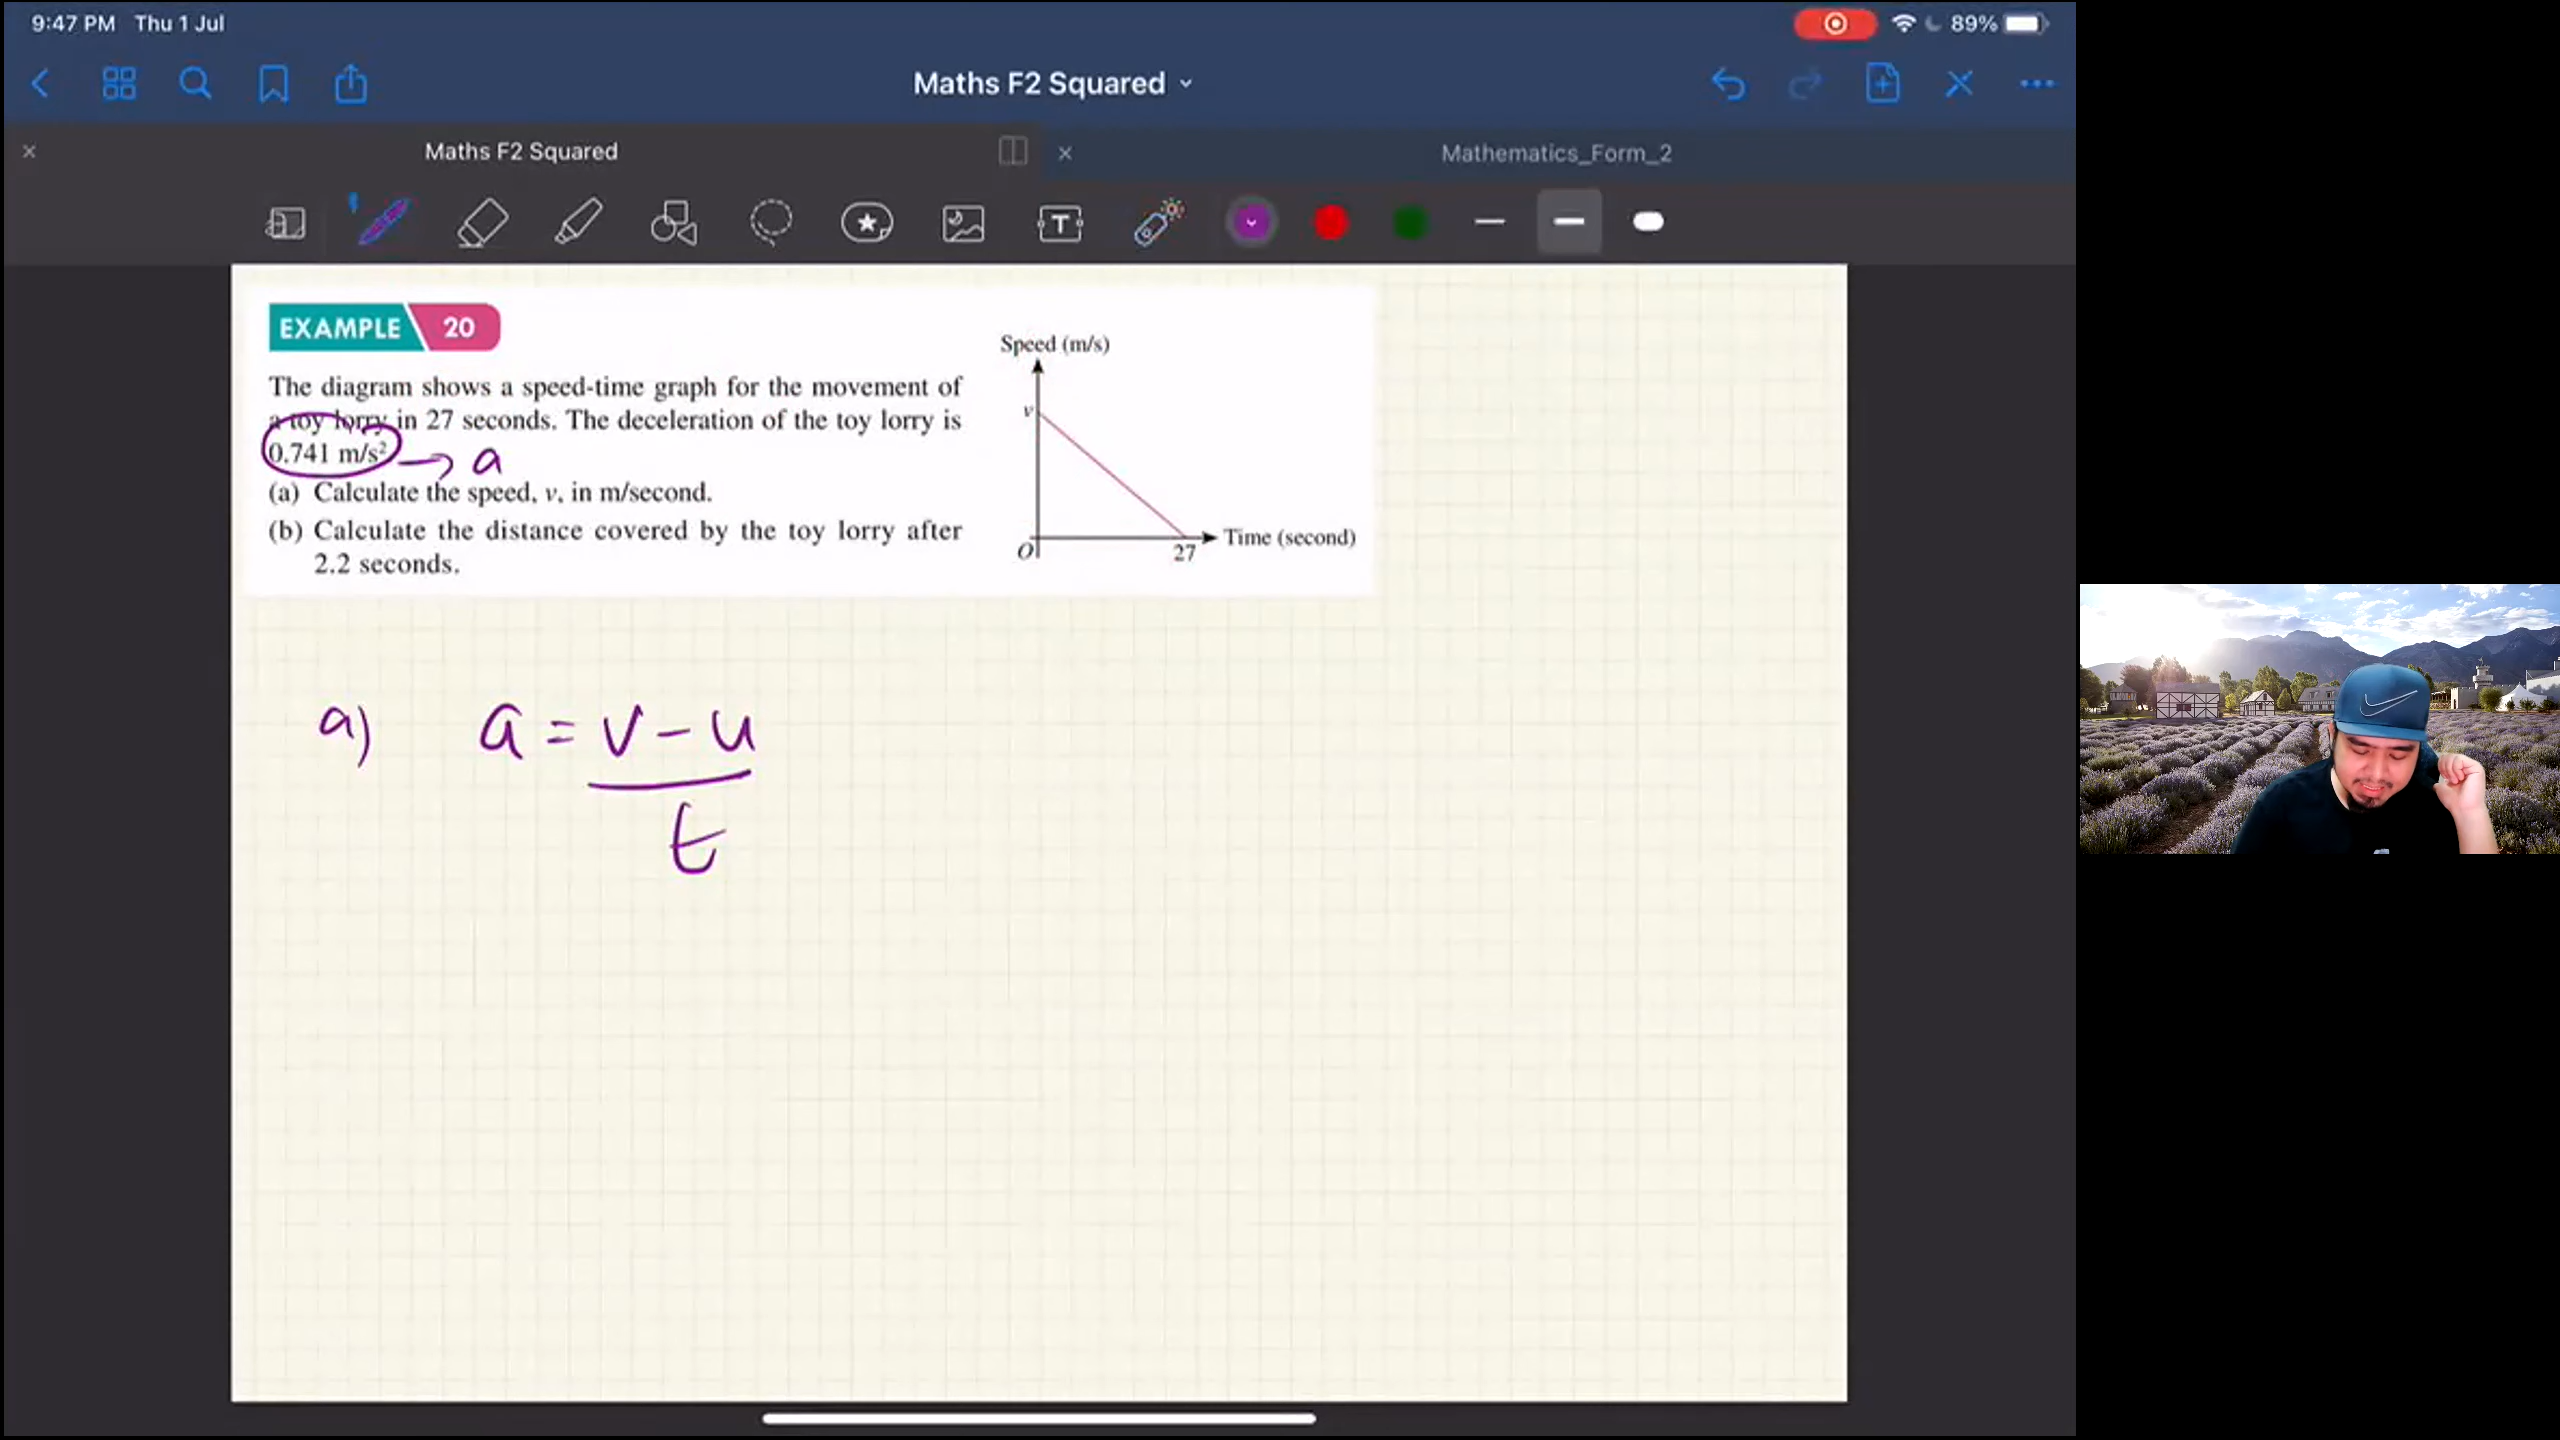 9:47 PM Thu 1 Jul
89%
Maths F2 Squared
Maths F2 Squared
Mathematics_Form_2
T
EXAMPLE 20
The diagram shows a speed-time graph for the movement of
a toy lorry in 27 seconds. The deceleration of the toy lorry is
0.741 m/s² → a
(a) Calculate the speed, v, in m/second.
(b) Calculate the distance covered by the toy lorry after
2.2 seconds.
Speed (m/s)
v
O
27
Time (second)
a) a = v - u
t